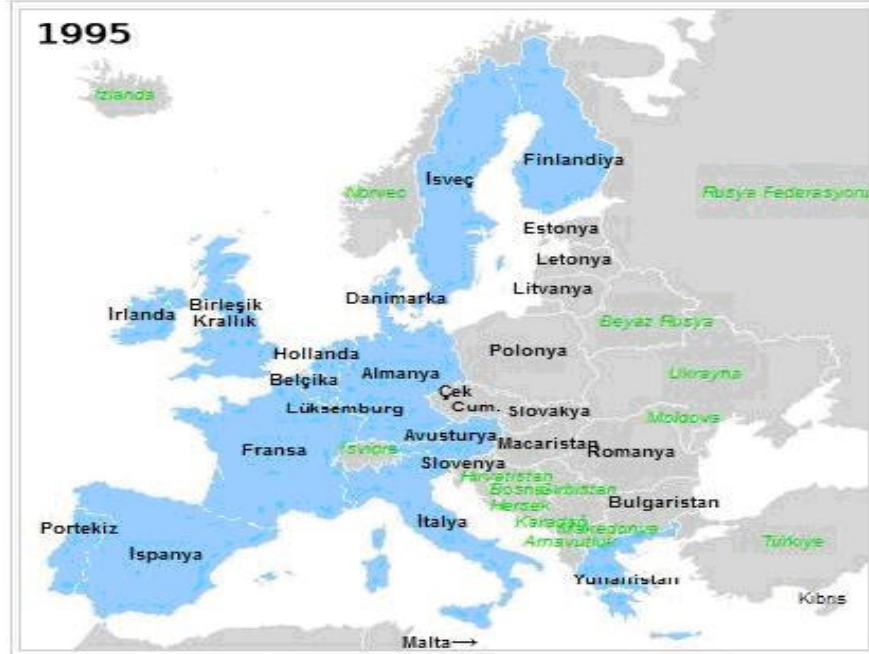 1995
İzlanda
Finlandiya
İsveç
Norveç
Rusya Federasyonu
Estonya
Letonya
Litvanya
Danimarka
İrlanda
Birleşik
Krallık
Beyaz Rusya
Hollanda
Polonya
Belçika
Almanya
Ukrayna
Çek
Cum.
Lüksemburg
Slovakya
Moldova
Avusturya
Fransa
İsviçre
Macaristan
Romanya
Slovenya
Hırvatistan
Bosna
Hersek
Sırbistan
Bulgaristan
Karadağ
Makedonya
Portekiz
İtalya
Arnavutluk
Türkiye
İspanya
Yunanistan
Kıbrıs
Malta→